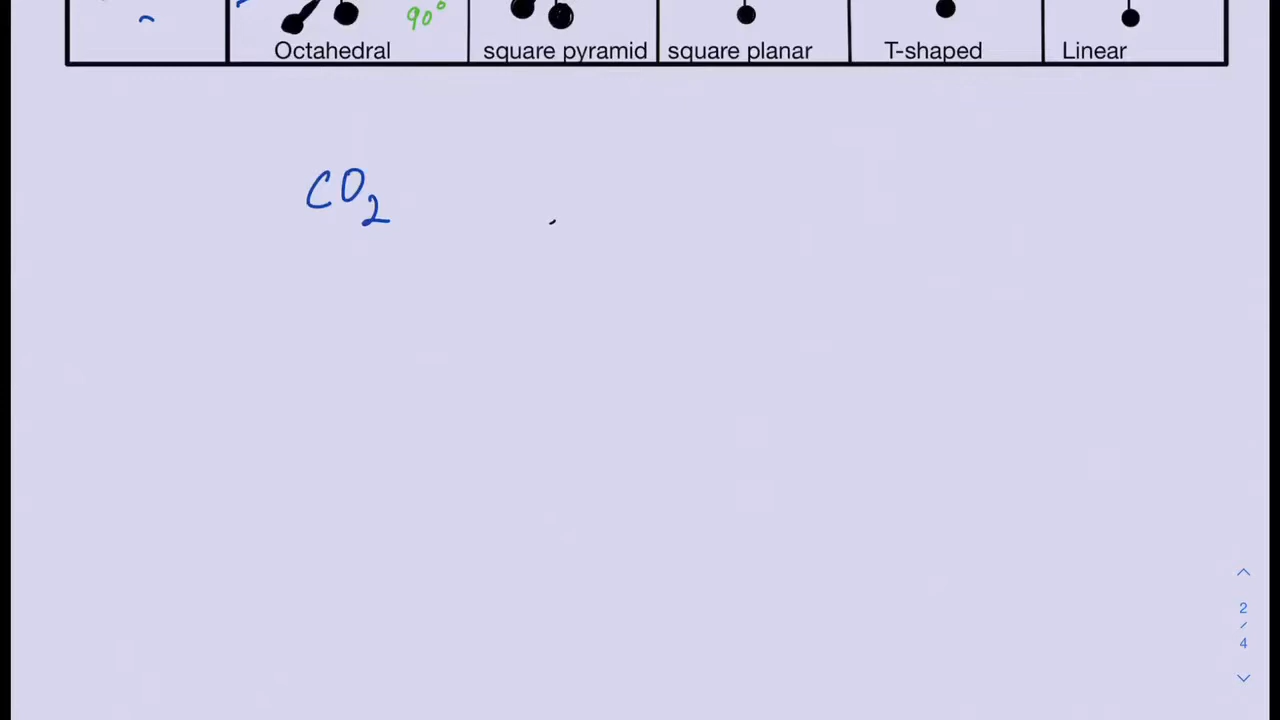 90°
Octahedral square pyramid square planar T-shaped Linear
CO₂
2
/
4